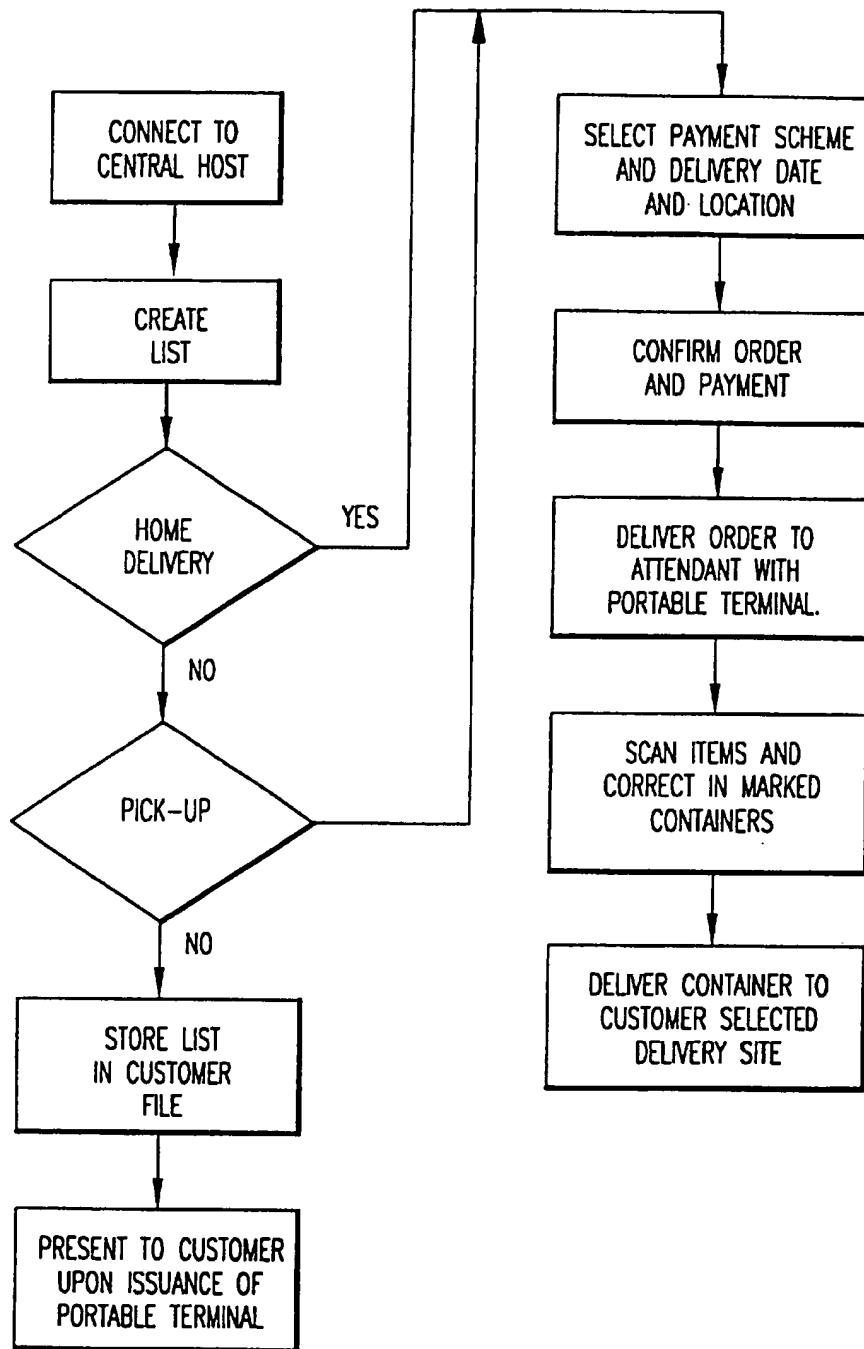 CONNECT TO
CENTRAL HOST
CREATE
LIST
HOME
DELIVERY
YES
NO
PICK-UP
NO
STORE LIST
IN CUSTOMER
FILE
PRESENT TO CUSTOMER
UPON ISSUANCE OF
PORTABLE TERMINAL
SELECT PAYMENT SCHEME
AND DELIVERY DATE
AND LOCATION
CONFIRM ORDER
AND PAYMENT
DELIVER ORDER TO
ATTENDANT WITH
PORTABLE TERMINAL.
SCAN ITEMS AND
CORRECT IN MARKED
CONTAINERS
DELIVER CONTAINER TO
CUSTOMER SELECTED
DELIVERY SITE